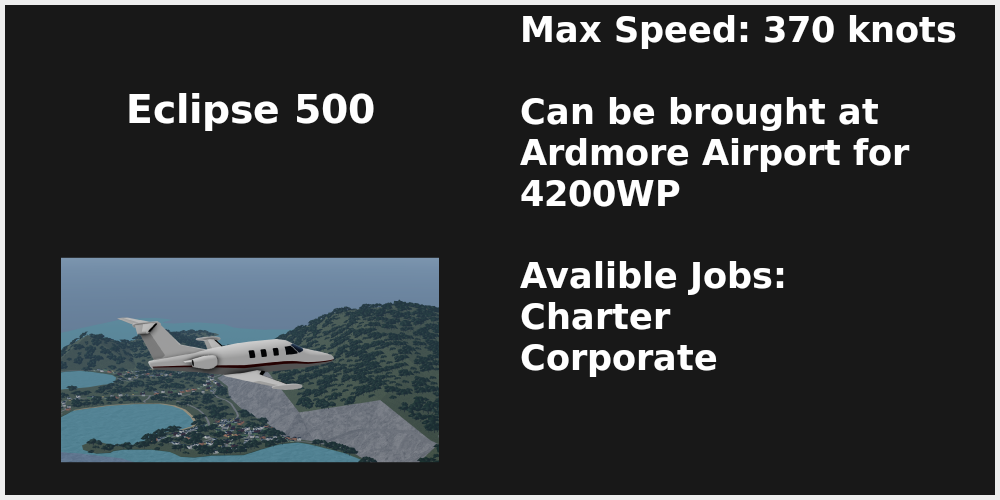 Eclipse 500
Max Speed: 370 knots
Can be brought at
Ardmore Airport for
4200WP
Avalible Jobs:
Charter
Corporate